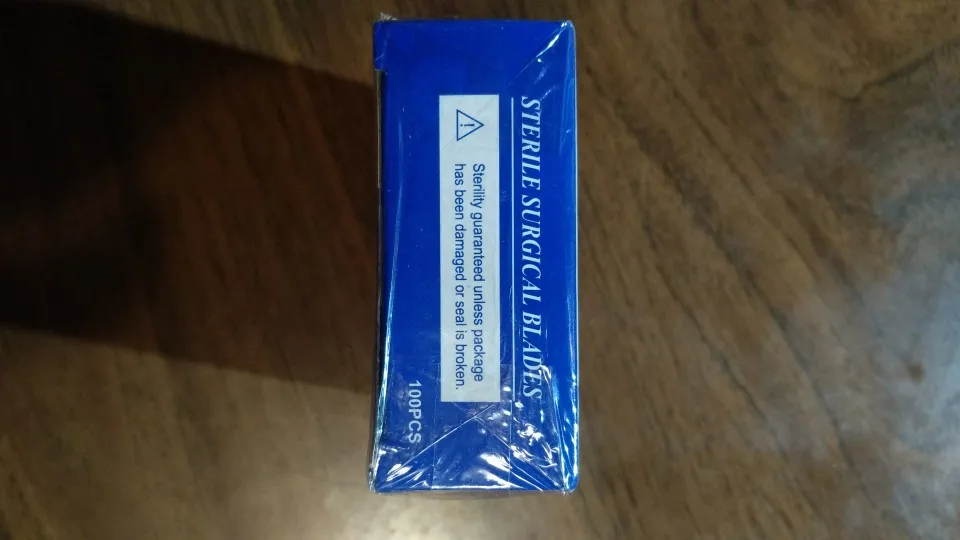 STERILE SURGICAL BLADES
Sterility guaranteed unless package
has been damaged or seal is broken.
100PCS